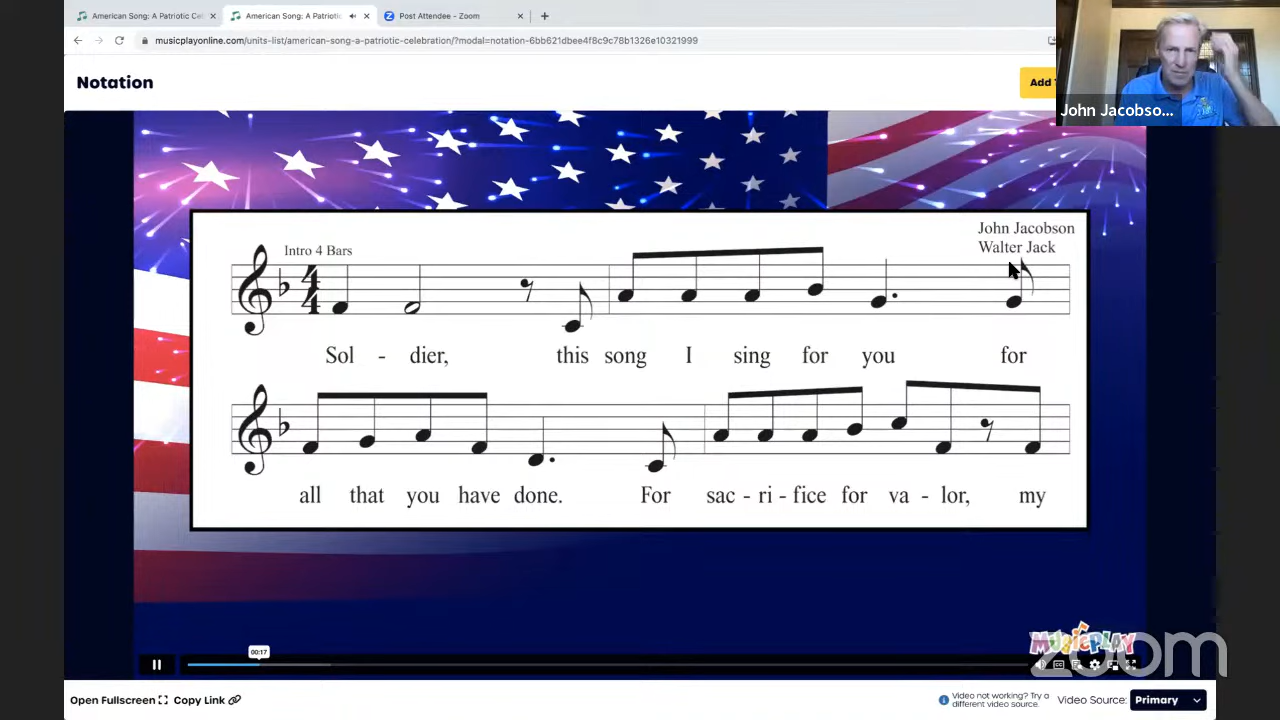 American Song: A Patriotic Cel
American Song: A Patriotic
Post Attendee - Zoom
musicplayonline.com/units-list/american-song-a-patriotic-celebration/?modal=notation-6bb621dbee4f8c9c78b1326e10321999
Notation
Add
John Jacobso...
John Jacobson
Walter Jack
Intro 4 Bars
4
4
Sol - dier, this song I sing for you for
all that you have done. For sac - ri - fice for va - lor, my
MUSICPLAY
zoom
00:17
Open Fullscreen Copy Link
Video not working? Try a
different video source.
Video Source: Primary